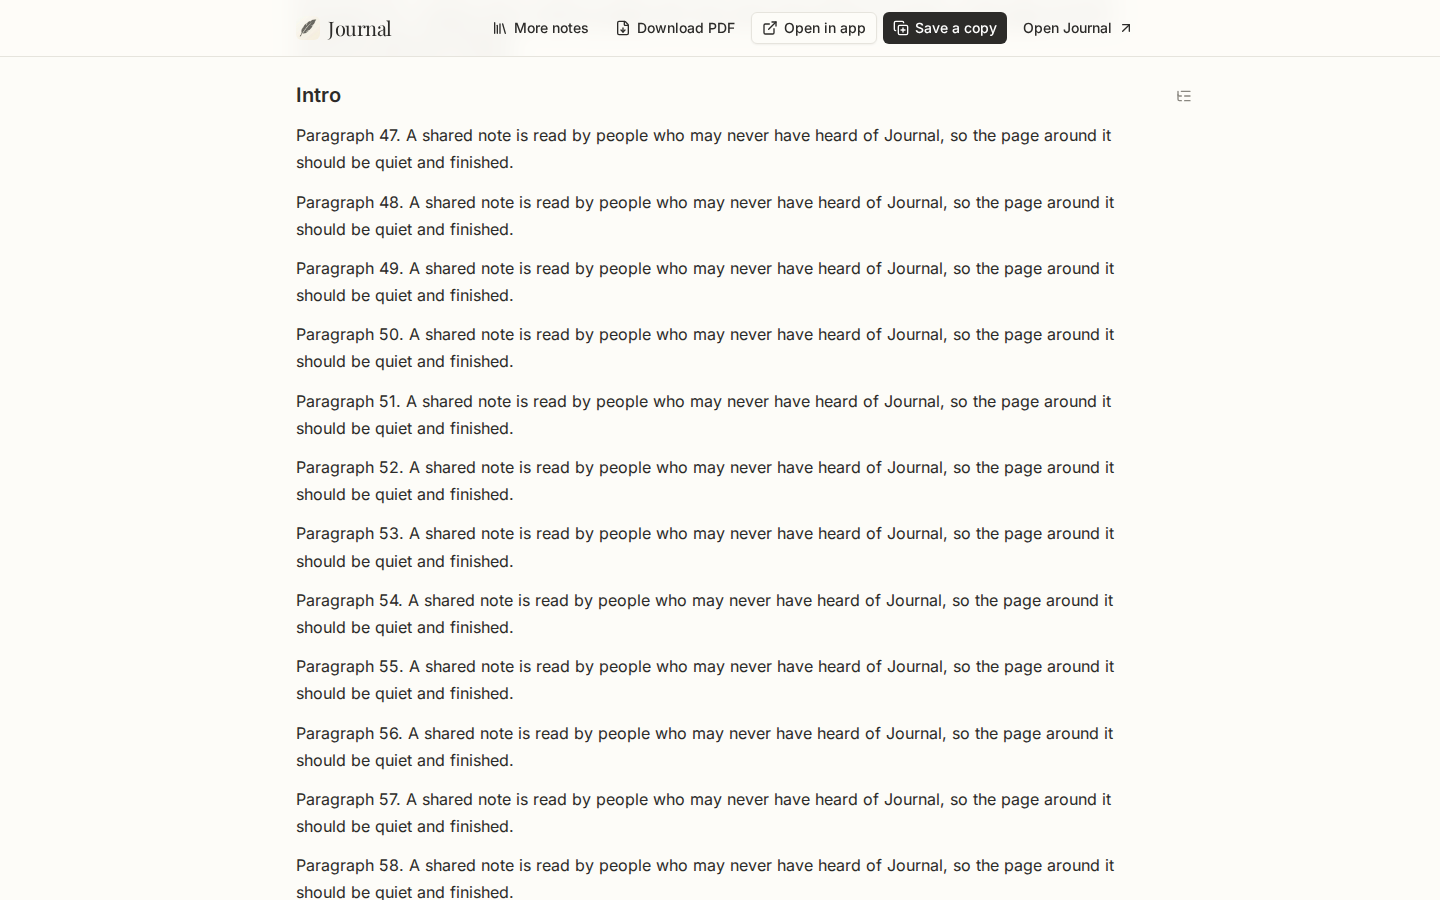 Journal
More notes
Download PDF
Open in app
Save a copy
Open Journal
Intro
Paragraph 47. A shared note is read by people who may never have heard of Journal, so the page around it
should be quiet and finished.
Paragraph 48. A shared note is read by people who may never have heard of Journal, so the page around it
should be quiet and finished.
Paragraph 49. A shared note is read by people who may never have heard of Journal, so the page around it
should be quiet and finished.
Paragraph 50. A shared note is read by people who may never have heard of Journal, so the page around it
should be quiet and finished.
Paragraph 51. A shared note is read by people who may never have heard of Journal, so the page around it
should be quiet and finished.
Paragraph 52. A shared note is read by people who may never have heard of Journal, so the page around it
should be quiet and finished.
Paragraph 53. A shared note is read by people who may never have heard of Journal, so the page around it
should be quiet and finished.
Paragraph 54. A shared note is read by people who may never have heard of Journal, so the page around it
should be quiet and finished.
Paragraph 55. A shared note is read by people who may never have heard of Journal, so the page around it
should be quiet and finished.
Paragraph 56. A shared note is read by people who may never have heard of Journal, so the page around it
should be quiet and finished.
Paragraph 57. A shared note is read by people who may never have heard of Journal, so the page around it
should be quiet and finished.
Paragraph 58. A shared note is read by people who may never have heard of Journal, so the page around it
should be quiet and finished.